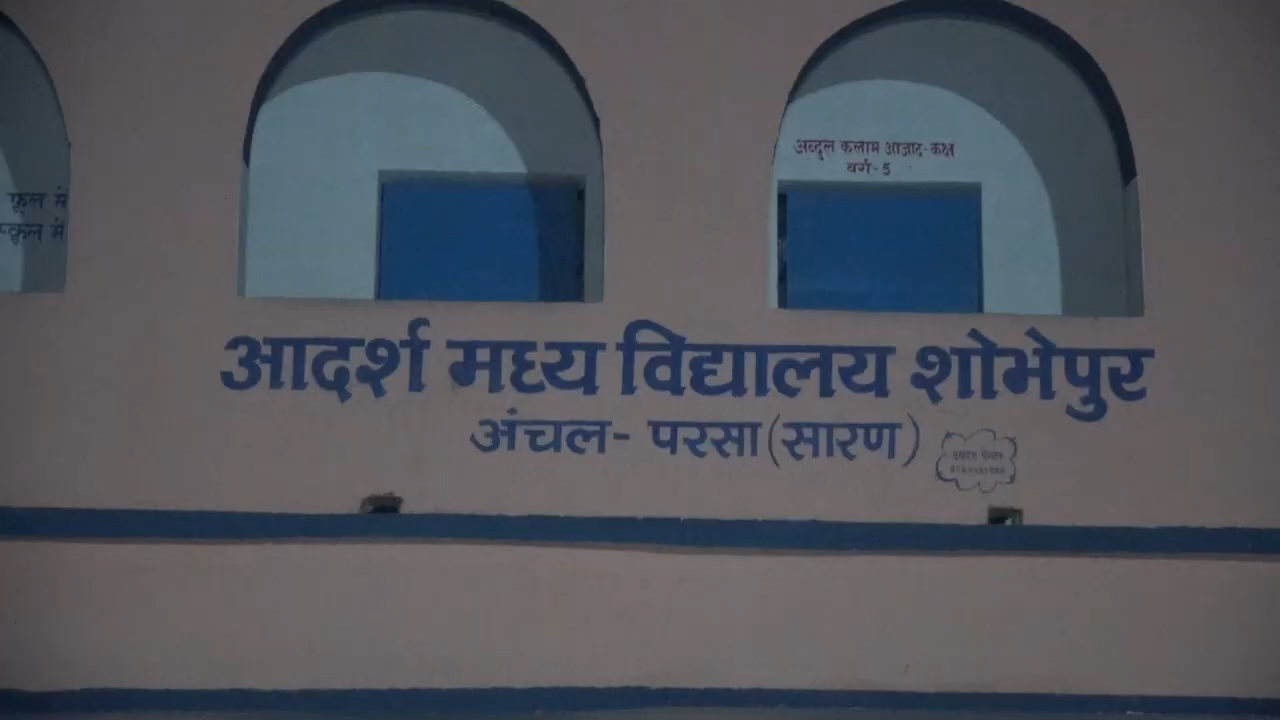 फूल मं
स्कूल में
अब्दुल कलाम आजाद-कक्ष
वर्ग-5
आदर्श मध्य विद्यालय शोभेपुर
अंचल- परसा (सारण)